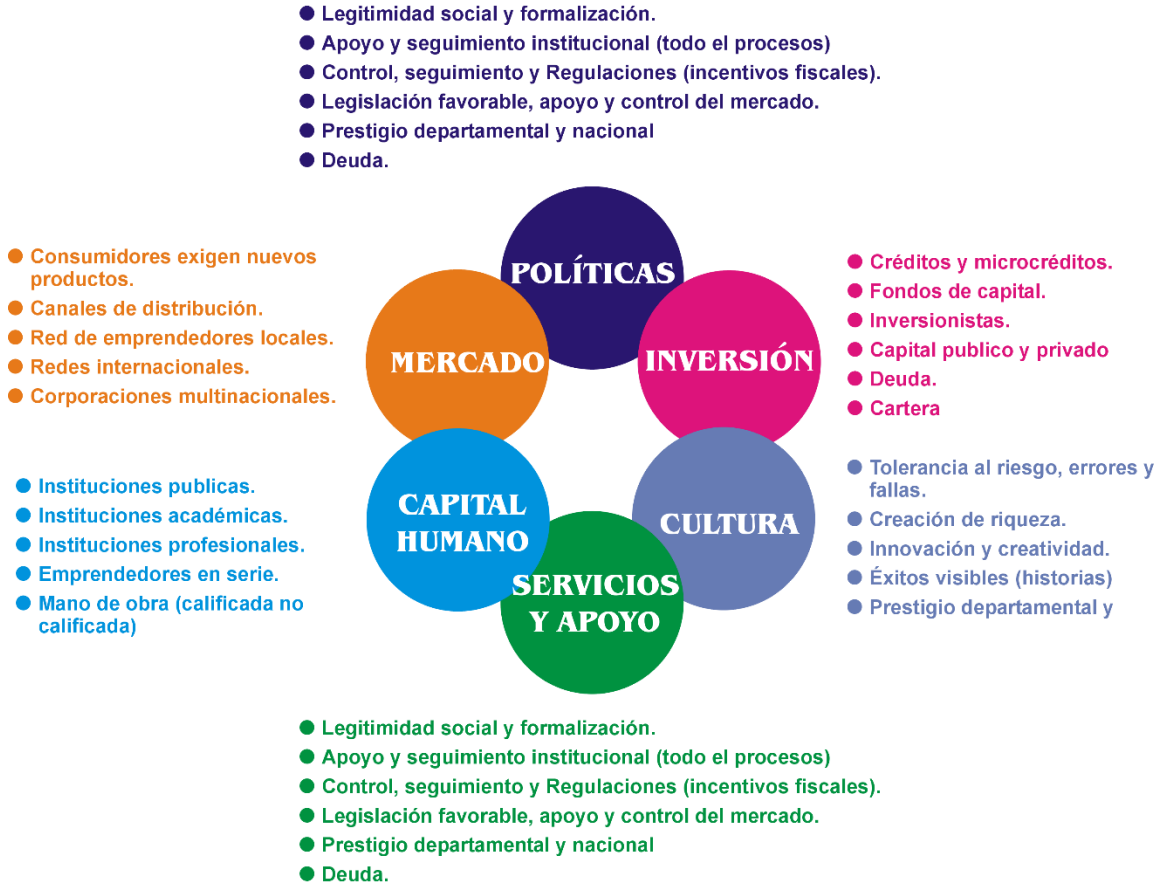 Legitimidad social y formalización.
Apoyo y seguimiento institucional (todo el procesos)
Control, seguimiento y Regulaciones (incentivos fiscales).
Legislación favorable, apoyo y control del mercado.
Prestigio departamental y nacional
Deuda.
POLÍTICAS
Consumidores exigen nuevos
productos.
Canales de distribución.
Red de emprendedores locales.
Redes internacionales.
Corporaciones multinacionales.
MERCADO
INVERSIÓN
Créditos y microcréditos.
Fondos de capital.
Inversionistas.
Capital publico y privado
Deuda.
Cartera
Instituciones publicas.
Instituciones académicas.
Instituciones profesionales.
Emprendedores en serie.
Mano de obra (calificada no
calificada)
CAPITAL
HUMANO
CULTURA
Tolerancia al riesgo, errores y
fallas.
Creación de riqueza.
Innovación y creatividad.
Éxitos visibles (historias)
Prestigio departamental y
SERVICIOS
Y APOYO
Legitimidad social y formalización.
Apoyo y seguimiento institucional (todo el procesos)
Control, seguimiento y Regulaciones (incentivos fiscales).
Legislación favorable, apoyo y control del mercado.
Prestigio departamental y nacional
Deuda.